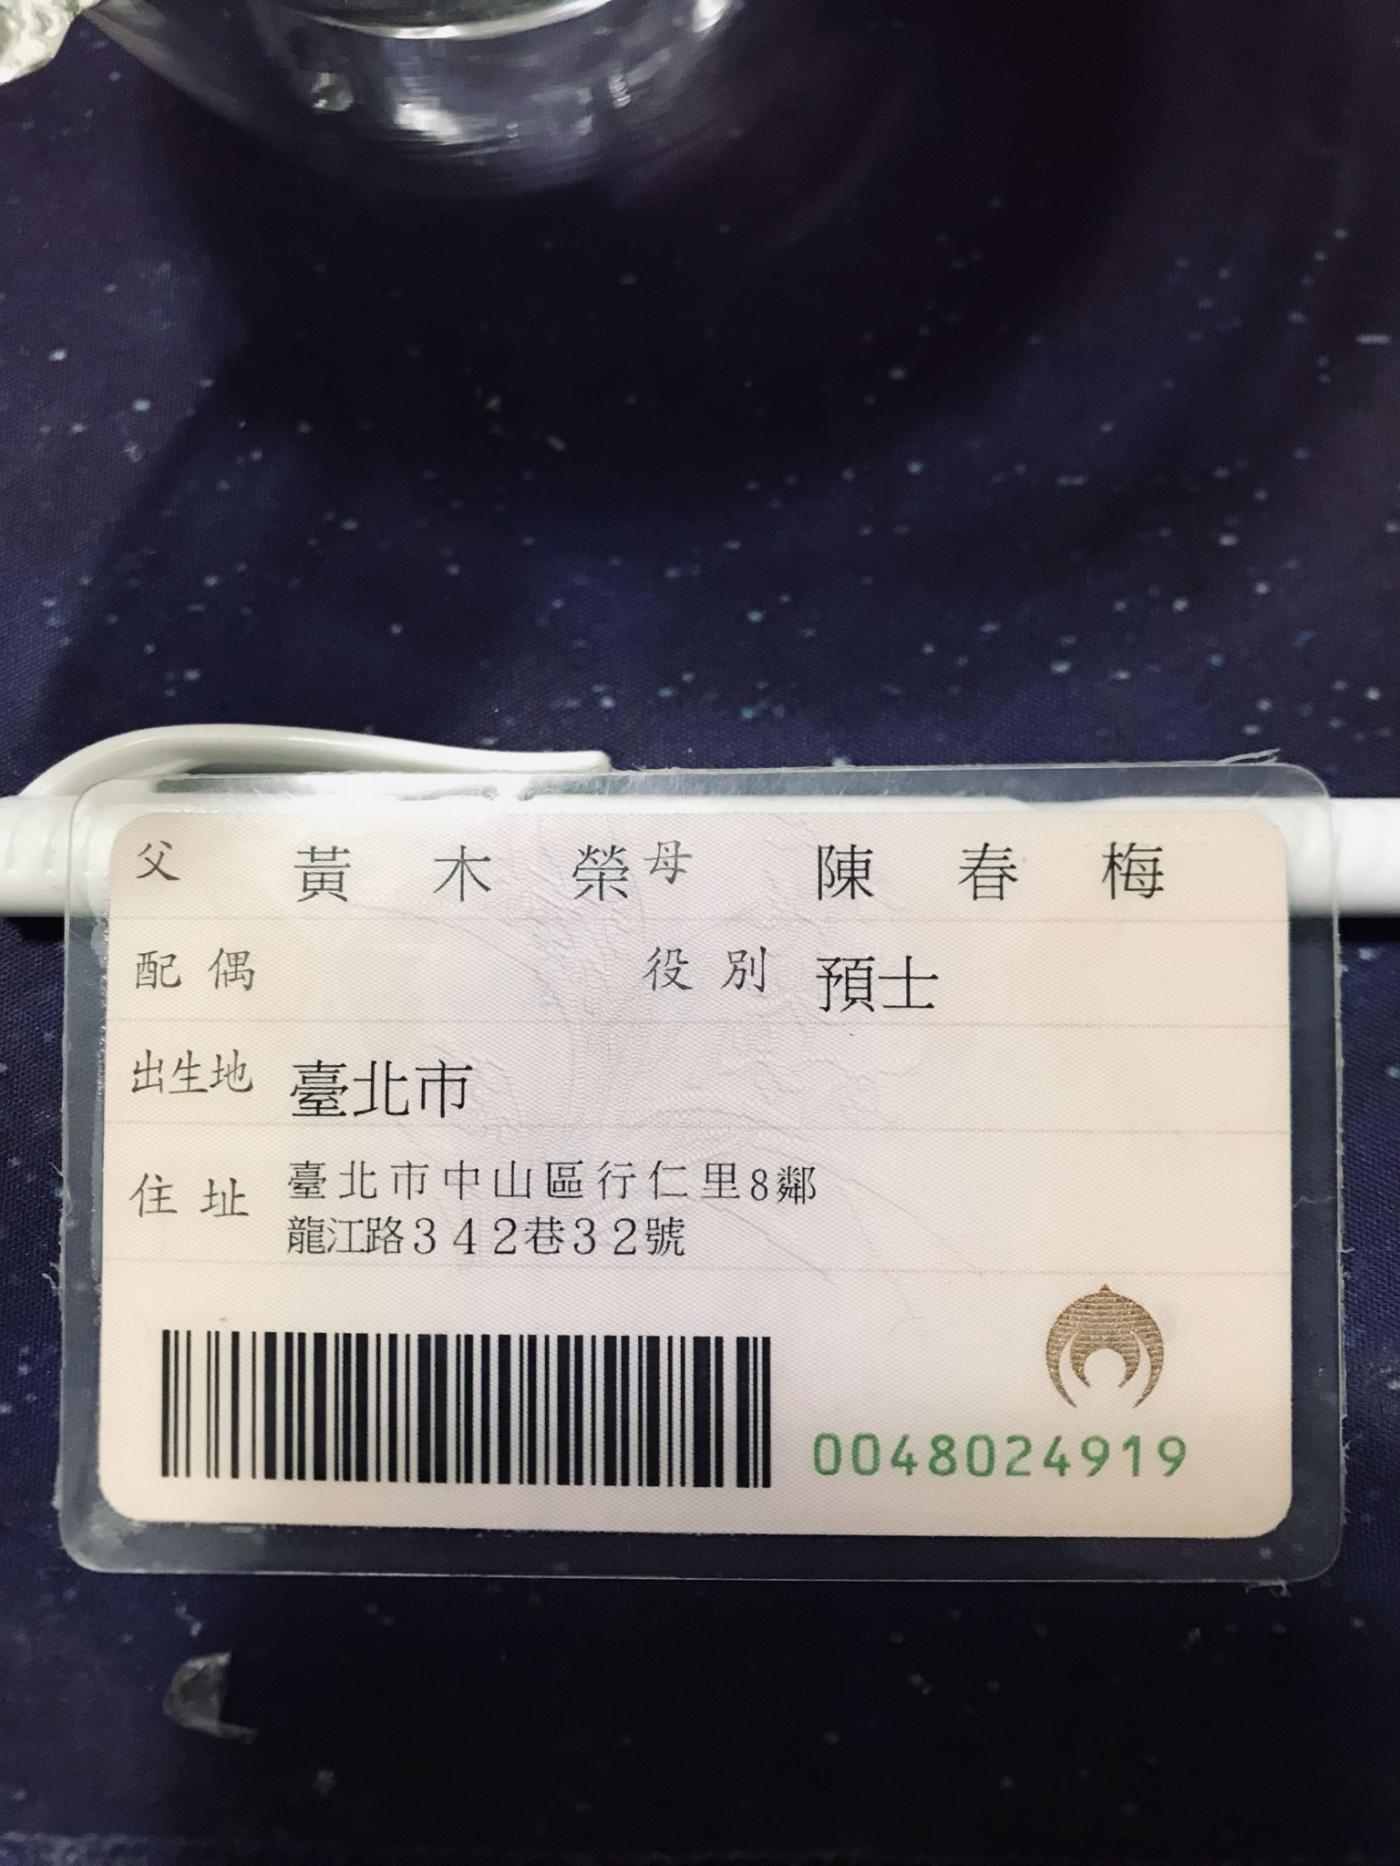 父 黃木榮 母 陳春梅
配偶 役別 預士
出生地 臺北市
住址 臺北市中山區行仁里8鄰
龍江路342巷32號
0048024919